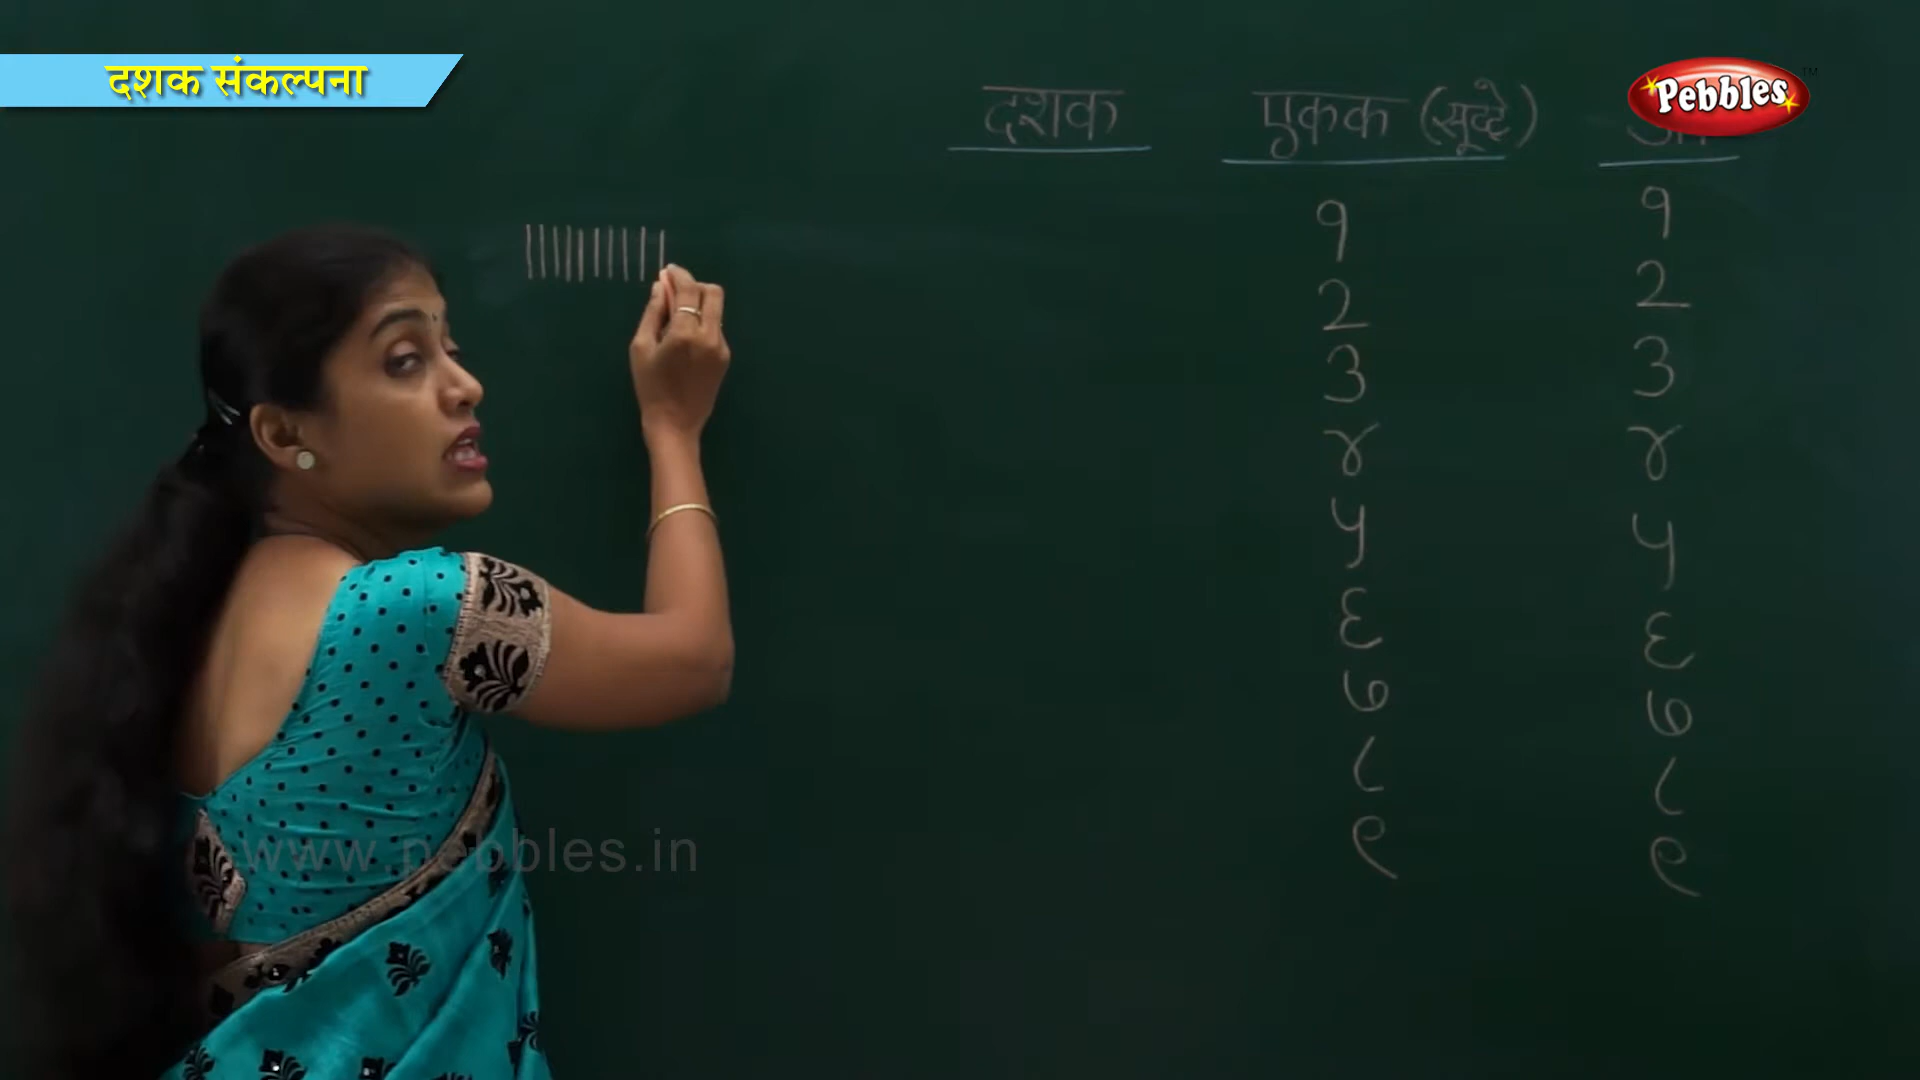 दशक संकल्पना
Pebbles™
दशक एकक (सुट्टे)
१ १
२ २
३ ३
४ ४
५ ५
६ ६
७ ७
८ ८
९ ९
www.pebbles.in